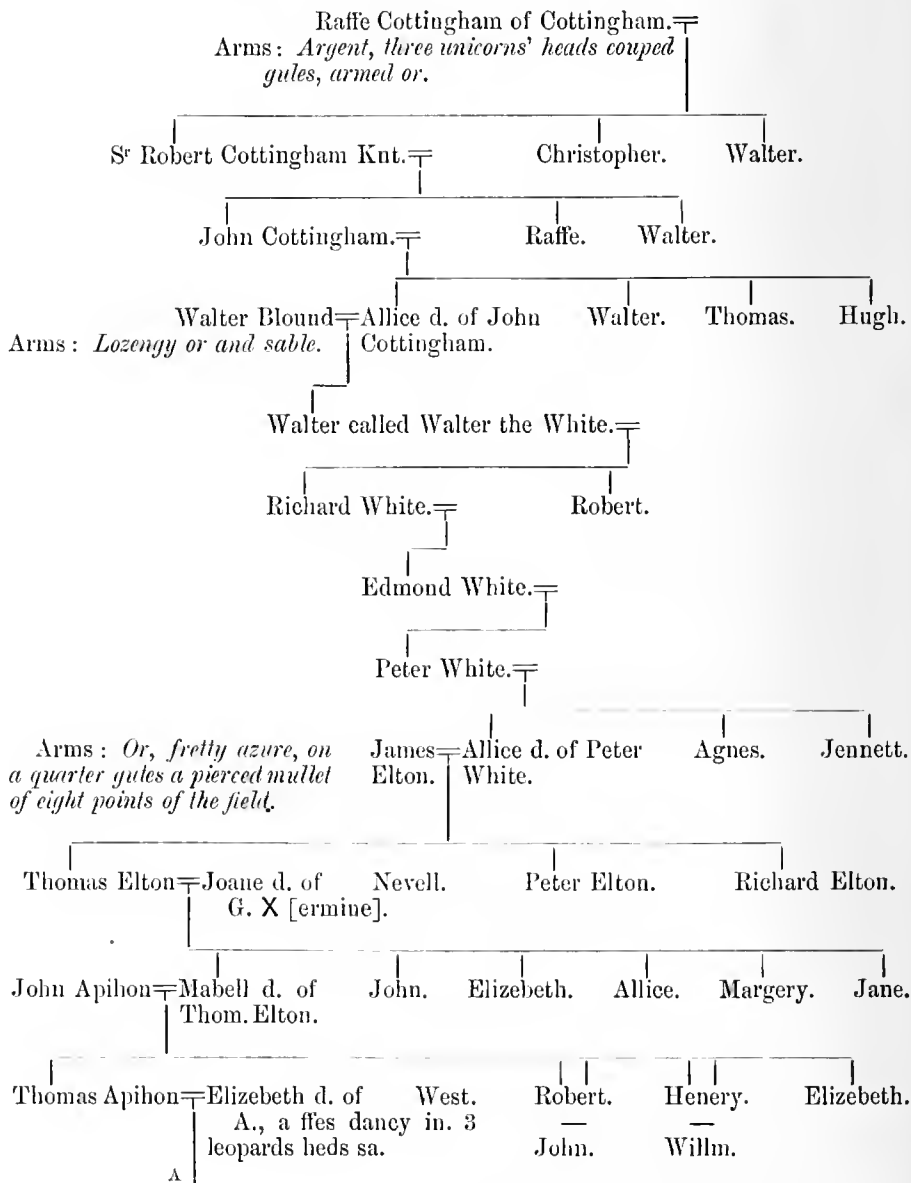 Raffe Cottingham of Cottingham.
Arms : Argent, three unicorns' heads couped
gules, armed or.
Sr Robert Cottingham Knt. Christopher. Walter.
John Cottingham. Raffe. Walter.
Walter Blound Allice d. of John Walter. Thomas. Hugh.
Arms : Lozengy or and sable. Cottingham.
Walter called Walter the White.
Richard White. Robert.
Edmond White.
Peter White.
Arms : Or, fretty azure, on James Allice d. of Peter Agnes. Jennett.
a quarter gules a pierced mullet Elton. White.
of eight points of the field.
Thomas Elton Joane d. of Nevell. Peter Elton. Richard Elton.
G. X [ermine].
John Apihon Mabell d. of John. Elizebeth. Allice. Margery. Jane.
Thom. Elton.
Thomas Apihon Elizebeth d. of West. Robert. Henery. Elizebeth.
A., a ffes dancy in. 3 — —
leopards heds sa. John. Willm.
A